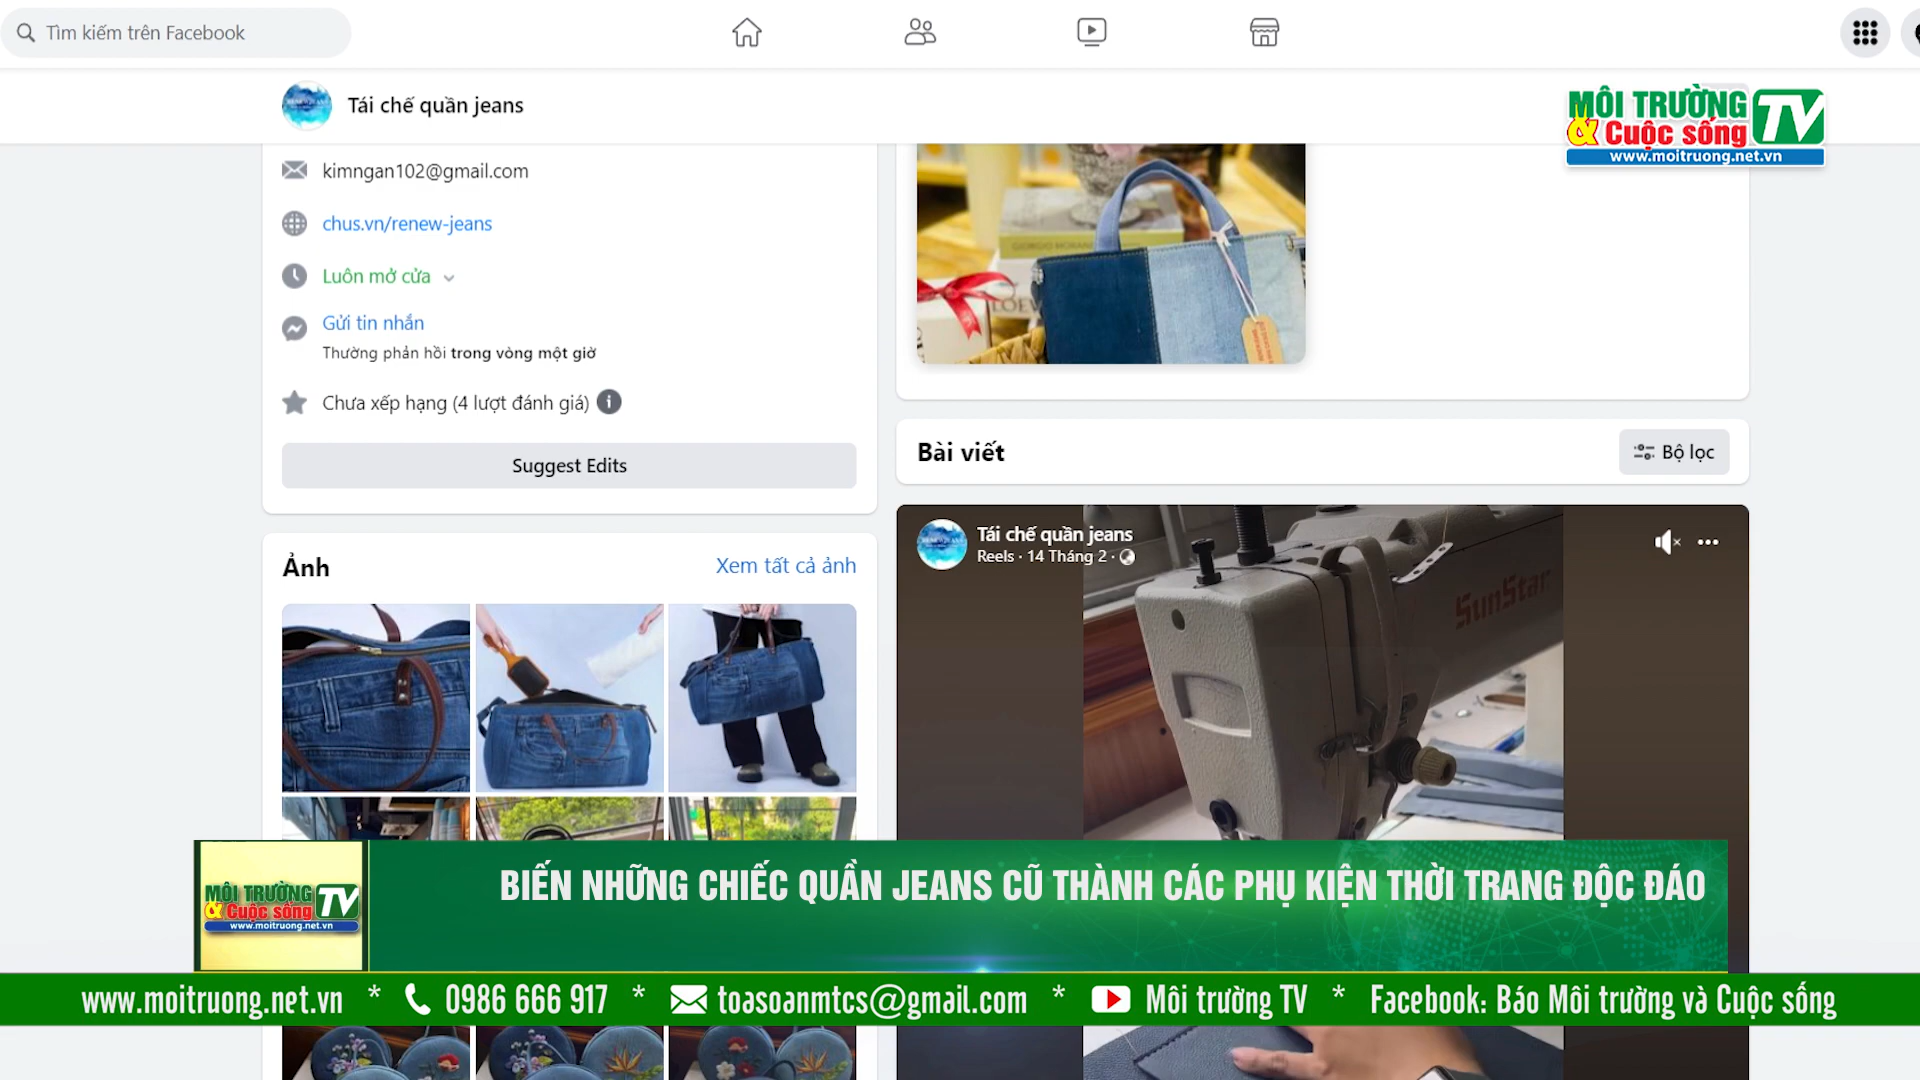 Tìm kiếm trên Facebook
Tái chế quần jeans
MÔI TRƯỜNG
& Cuộc sống
TV
www.moitruong.net.vn
kimngan102@gmail.com
chus.vn/renew-jeans
Luôn mở cửa
Gửi tin nhắn
Thường phản hồi trong vòng một giờ
Chưa xếp hạng (4 lượt đánh giá)
Suggest Edits
Ảnh
Xem tất cả ảnh
Bài viết
Bộ lọc
Tái chế quần jeans
Reels · 14 Tháng 2 ·
SunStar
MÔI TRƯỜNG
& Cuộc sống
TV
www.moitruong.net.vn
BIẾN NHỮNG CHIẾC QUẦN JEANS CŨ THÀNH CÁC PHỤ KIỆN THỜI TRANG ĐỘC ĐÁO
www.moitruong.net.vn * 0986 666 917 * toasoanmtcs@gmail.com * Môi trường TV * Facebook: Báo Môi trường và Cuộc sống